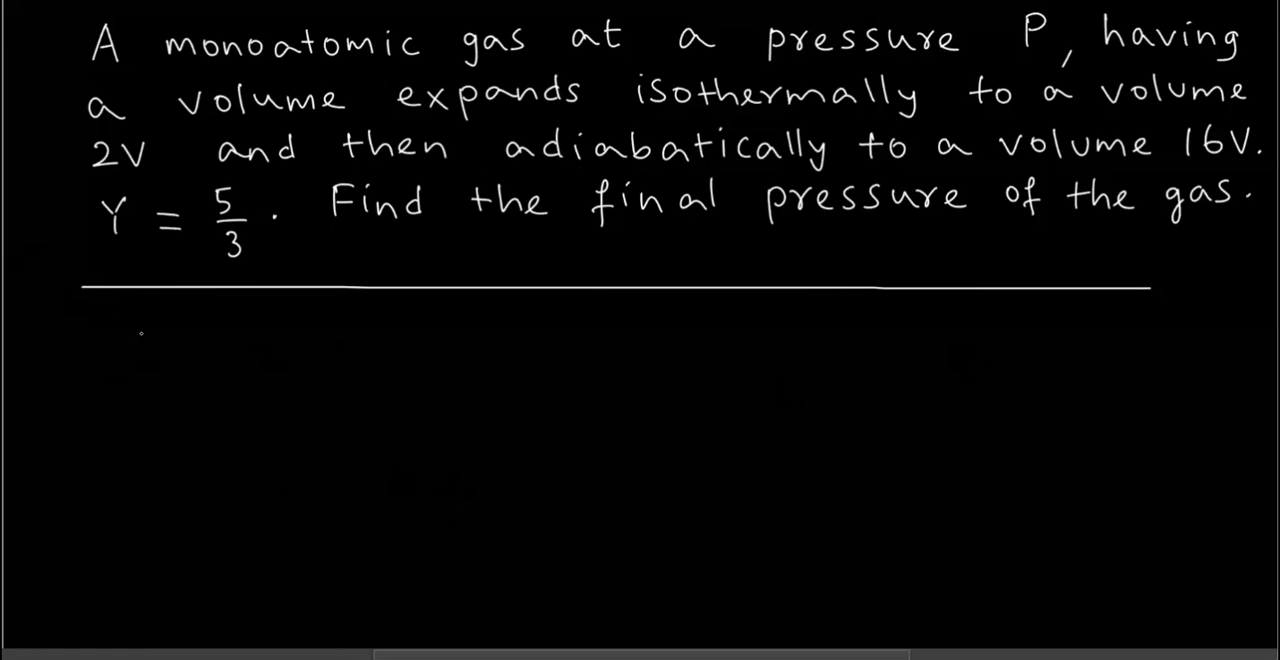 A monoatomic gas at a pressure P, having
a volume expands isothermally to a volume
2V and then adiabatically to a volume 16V.
γ = 5/3. Find the final pressure of the gas.